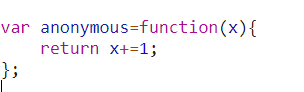 var anonymous=function(x){
    return x+=1;
};